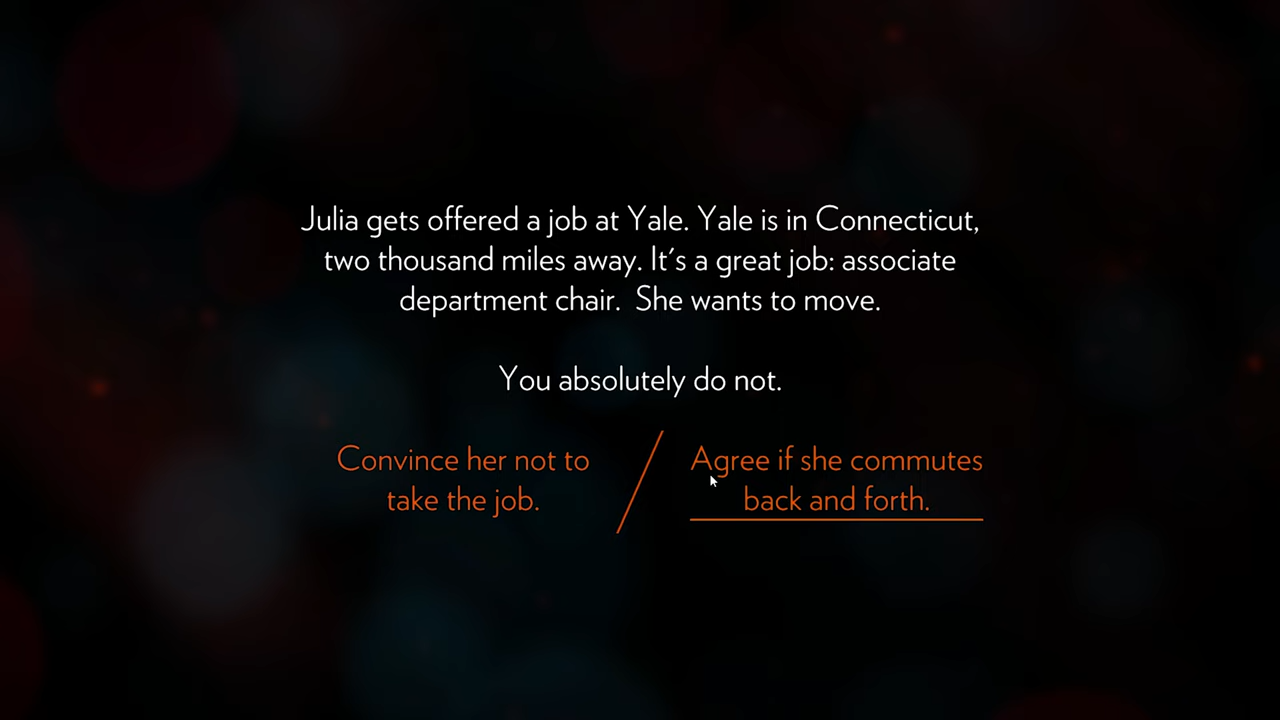 Julia gets offered a job at Yale. Yale is in Connecticut,
two thousand miles away. It's a great job: associate
department chair.  She wants to move.
You absolutely do not.
Convince her not to
take the job.
Agree if she commutes
back and forth.